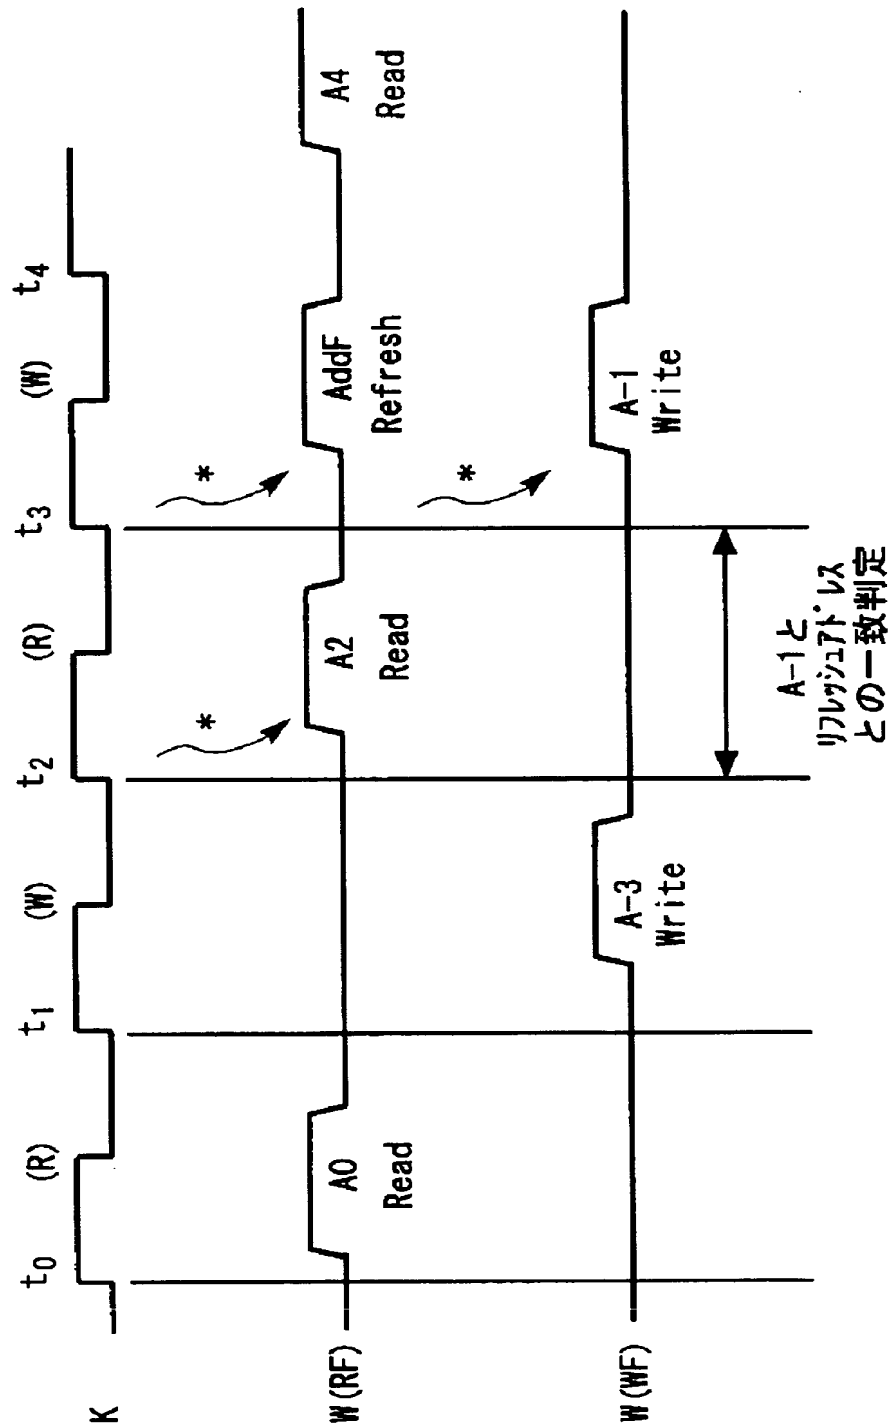 t0 (R) t1 (W) t2 (R) t3 (W) t4
K
* *
W(RF)
A0
Read
A2
Read
AddF
Refresh
A4
Read
*
W(WF)
A-3
Write
A-1
Write
A-1と
リフレッシュアドレス
との一致判定